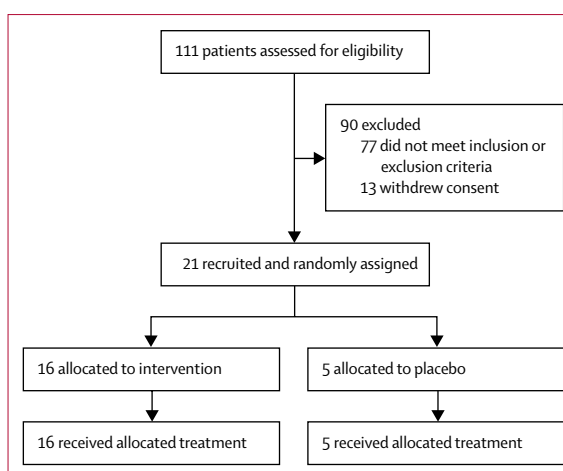 111 patients assessed for eligibility
90 excluded
77 did not meet inclusion or
exclusion criteria
13 withdrew consent
21 recruited and randomly assigned
16 allocated to intervention
5 allocated to placebo
16 received allocated treatment
5 received allocated treatment